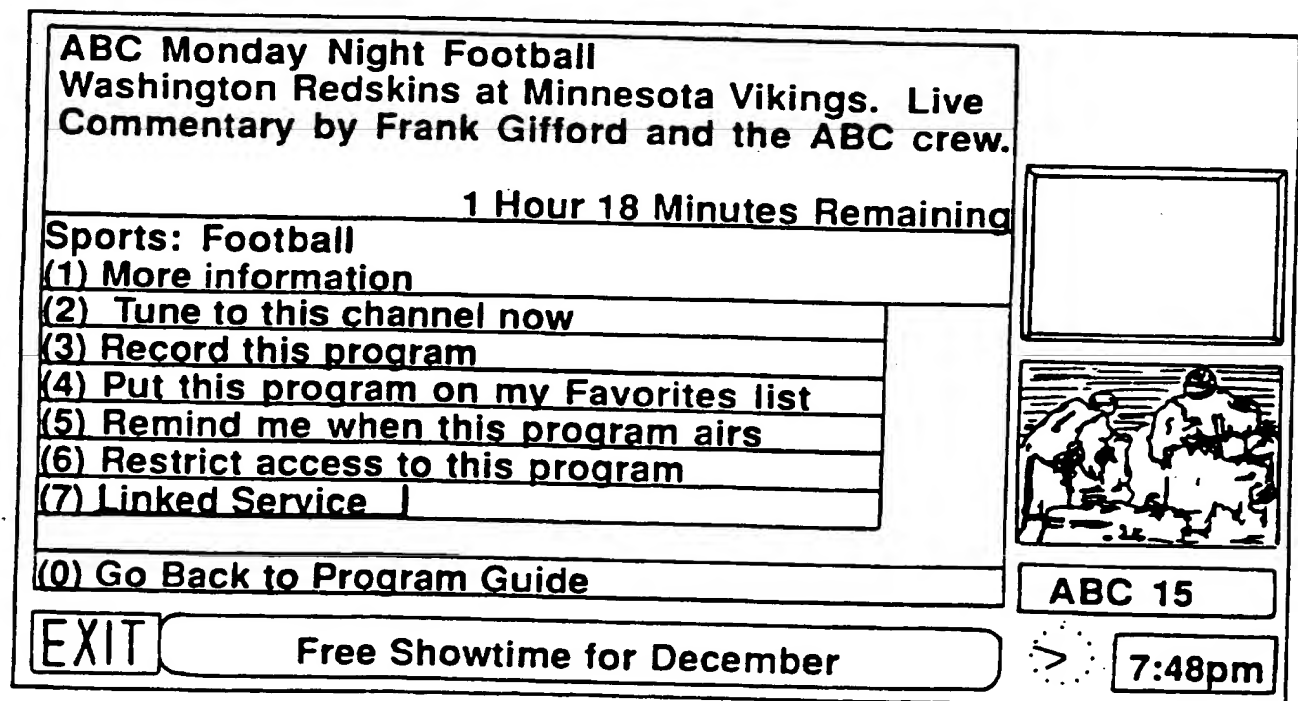 ABC Monday Night Football
Washington Redskins at Minnesota Vikings. Live
Commentary by Frank Gifford and the ABC crew.
1 Hour 18 Minutes Remaining
Sports: Football
(1) More information
(2) Tune to this channel now
(3) Record this program
(4) Put this program on my Favorites list
(5) Remind me when this program airs
(6) Restrict access to this program
(7) Linked Service
(0) Go Back to Program Guide
ABC 15
EXIT
Free Showtime for December
7:48pm